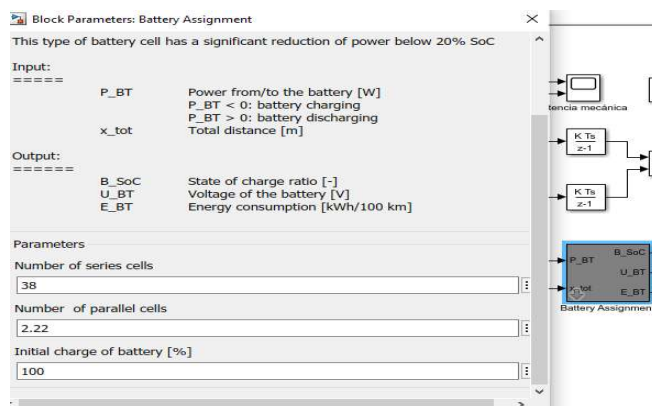 Block Parameters: Battery Assignment
This type of battery cell has a significant reduction of power below 20% SoC
Input:
=====
P_BT Power from/to the battery [W]
P_BT < 0: battery charging
P_BT > 0: battery discharging
x_tot Total distance [m]
Output:
======
B_SoC State of charge ratio [-]
U_BT Voltage of the battery [V]
E_BT Energy consumption [kWh/100 km]
Parameters
Number of series cells
38
Number of parallel cells
2.22
Initial charge of battery [%]
100
tencia mecánica
K Ts
z-1
K Ts
z-1
P_BT
x_tot
B_SoC
U_BT
E_BT
Battery Assignmen